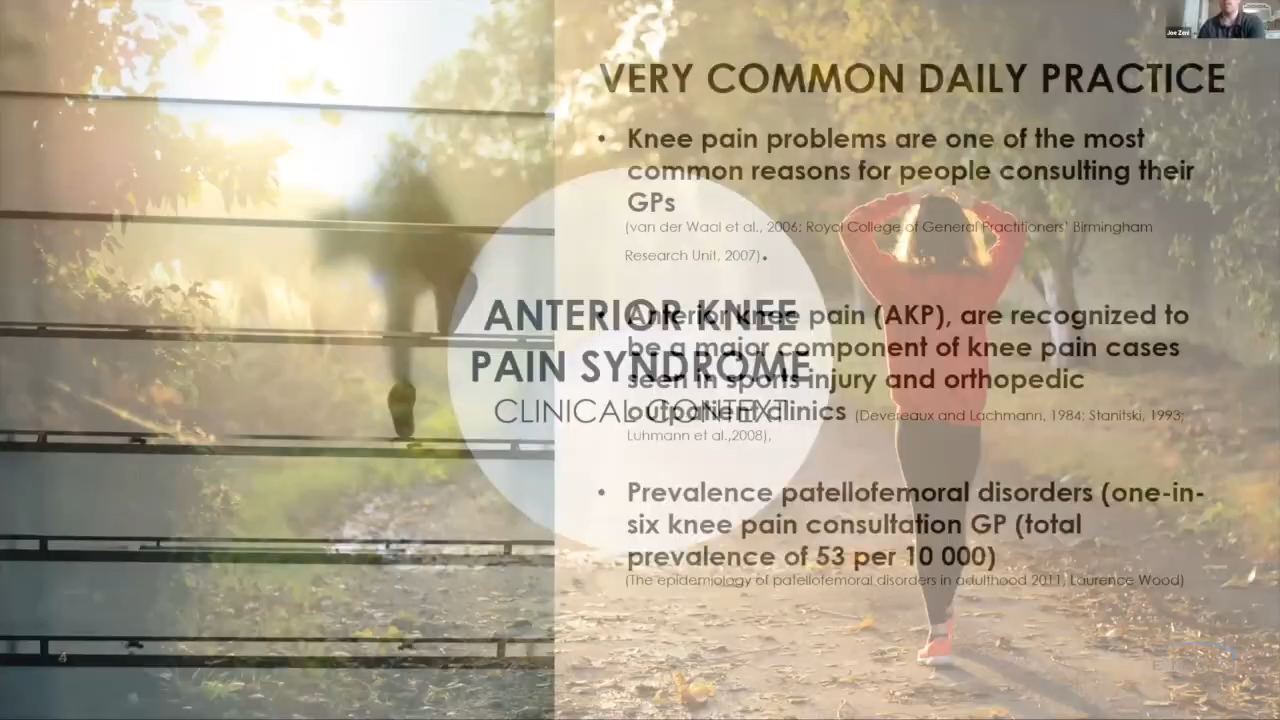 Joe Zeni
VERY COMMON DAILY PRACTICE
• Knee pain problems are one of the most
common reasons for people consulting their
GPs
(van der Waal et al., 2006; Royal College of General Practitioners’ Birmingham
Research Unit, 2007).
ANTERIOR KNEE
PAIN SYNDROME
CLINICAL CONTEXT
• Anterior knee pain (AKP), are recognized to
be a major component of knee pain cases
seen in sports injury and orthopedic
outpatient clinics (Devereaux and Lachmann, 1984; Stanitski, 1993;
Luhmann et al.,2008),
• Prevalence patellofemoral disorders (one-in-
six knee pain consultation GP (total
prevalence of 53 per 10 000)
(The epidemiology of patellofemoral disorders in adulthood 2011, Laurence Wood)
4